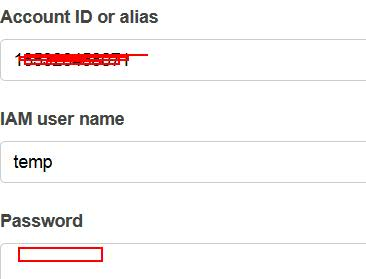 Account ID or alias
IAM user name
temp
Password